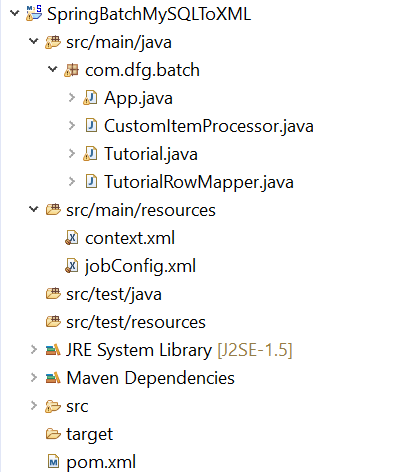 SpringBatchMySQLToXML
src/main/java
com.dfg.batch
App.java
CustomItemProcessor.java
Tutorial.java
TutorialRowMapper.java
src/main/resources
context.xml
jobConfig.xml
src/test/java
src/test/resources
JRE System Library [J2SE-1.5]
Maven Dependencies
src
target
pom.xml